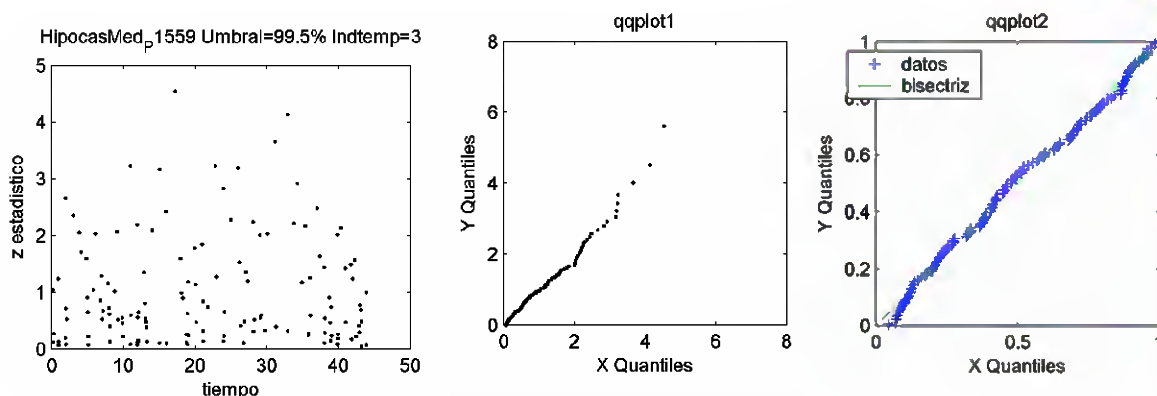 HipocasMedP1559 Umbral=99.5% Indtemp=3
5
4
3
2
1
0
z estadistico
0 10 20 30 40 50
tiempo
qqplot1
8
6
4
2
0
Y Quantiles
0 2 4 6 8
X Quantiles
qqplot2
datos
bisectriz
1
0.6
0.4
0.2
0
Y Quantiles
0 0.5 1
X Quantiles